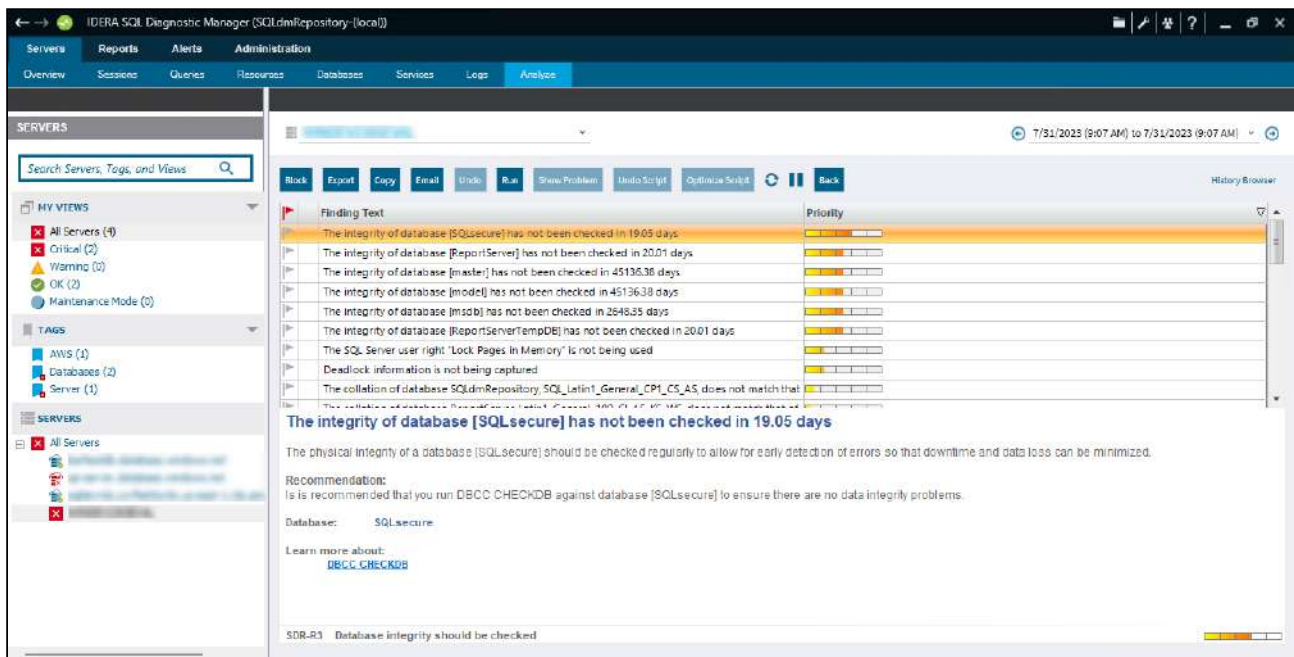 IDERA SQL Diagnostic Manager (SQLdmRepository-(local))
Servers Reports Alerts Administration
Overview Sessions Queries Resources Databases Services Logs Analyze
SERVERS
7/31/2023 (9:07 AM) to 7/31/2023 (9:07 AM)
Search Servers, Tags, and Views
Block Export Copy Email Undo Run Show Problem Undo Script Optimize Script Back History Browser
MY VIEWS
All Servers (4)
Critical (2)
Warning (0)
OK (2)
Maintenance Mode (0)
TAGS
AWS (1)
Databases (2)
Server (1)
SERVERS
All Servers
Finding Text Priority
The integrity of database [SQLsecure] has not been checked in 19.05 days
The integrity of database [ReportServer] has not been checked in 20.01 days
The integrity of database [master] has not been checked in 45136.38 days
The integrity of database [model] has not been checked in 45136.38 days
The integrity of database [msdb] has not been checked in 2648.35 days
The integrity of database [ReportServerTempDB] has not been checked in 20.01 days
The SQL Server user right "Lock Pages in Memory" is not being used
Deadlock information is not being captured
The collation of database SQLdmRepository, SQL_Latin1_General_CP1_CS_AS, does not match that
The integrity of database [SQLsecure] has not been checked in 19.05 days
The physical integrity of a database [SQLsecure] should be checked regularly to allow for early detection of errors so that downtime and data loss can be minimized.
Recommendation:
Is is recommended that you run DBCC CHECKDB against database [SQLsecure] to ensure there are no data integrity problems.
Database: SQLsecure
Learn more about:
DBCC CHECKDB
SDR-R3 Database integrity should be checked